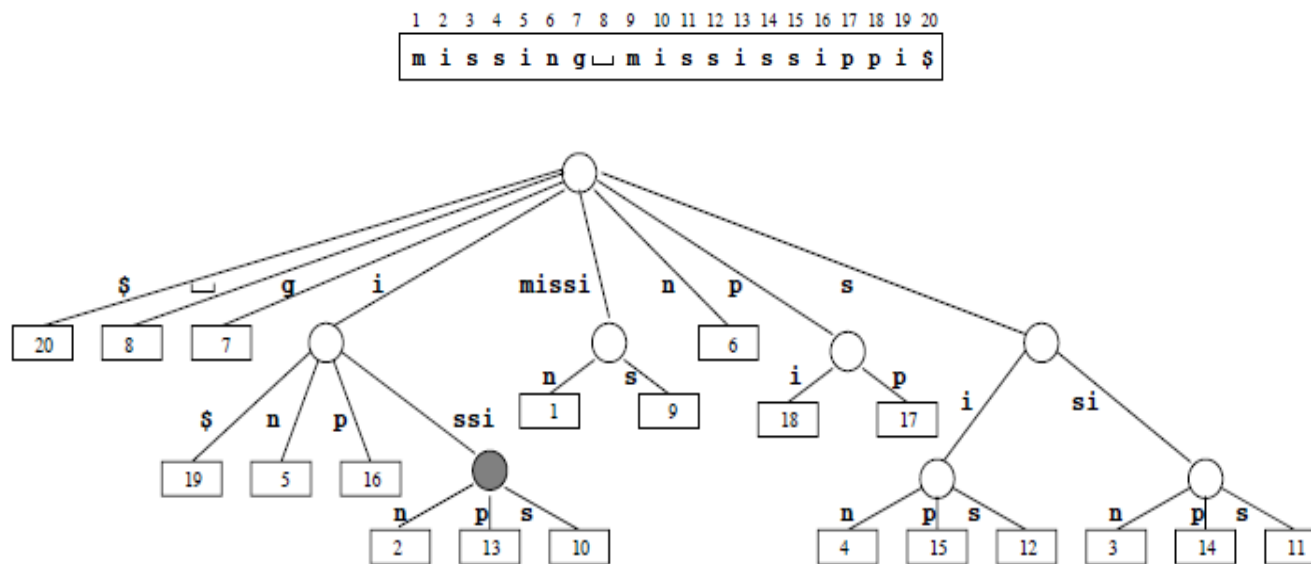 1 2 3 4 5 6 7 8 9 10 11 12 13 14 15 16 17 18 19 20
m i s s i n g ␣ m i s s i s s i p p i $
$ ␣ g i missi n p s
20 8 7 6
n s i p i si
1 9 18 17
$ n p ssi
19 5 16
n p s n p s n p s
2 13 10 4 15 12 3 14 11